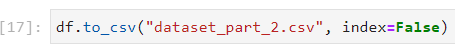 [17]: df.to_csv("dataset_part_2.csv", index=False)